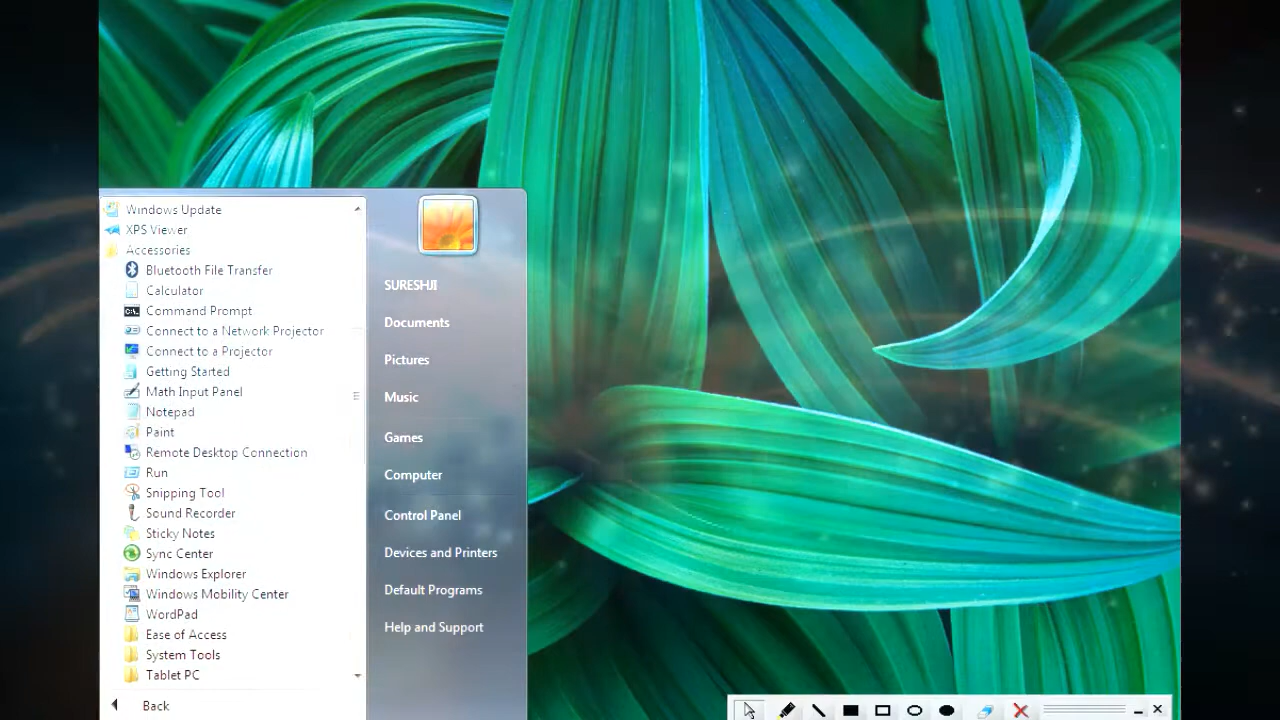 Windows Update
XPS Viewer
Accessories
Bluetooth File Transfer
Calculator
Command Prompt
Connect to a Network Projector
Connect to a Projector
Getting Started
Math Input Panel
Notepad
Paint
Remote Desktop Connection
Run
Snipping Tool
Sound Recorder
Sticky Notes
Sync Center
Windows Explorer
Windows Mobility Center
WordPad
Ease of Access
System Tools
Tablet PC
Back
SURESHJI
Documents
Pictures
Music
Games
Computer
Control Panel
Devices and Printers
Default Programs
Help and Support